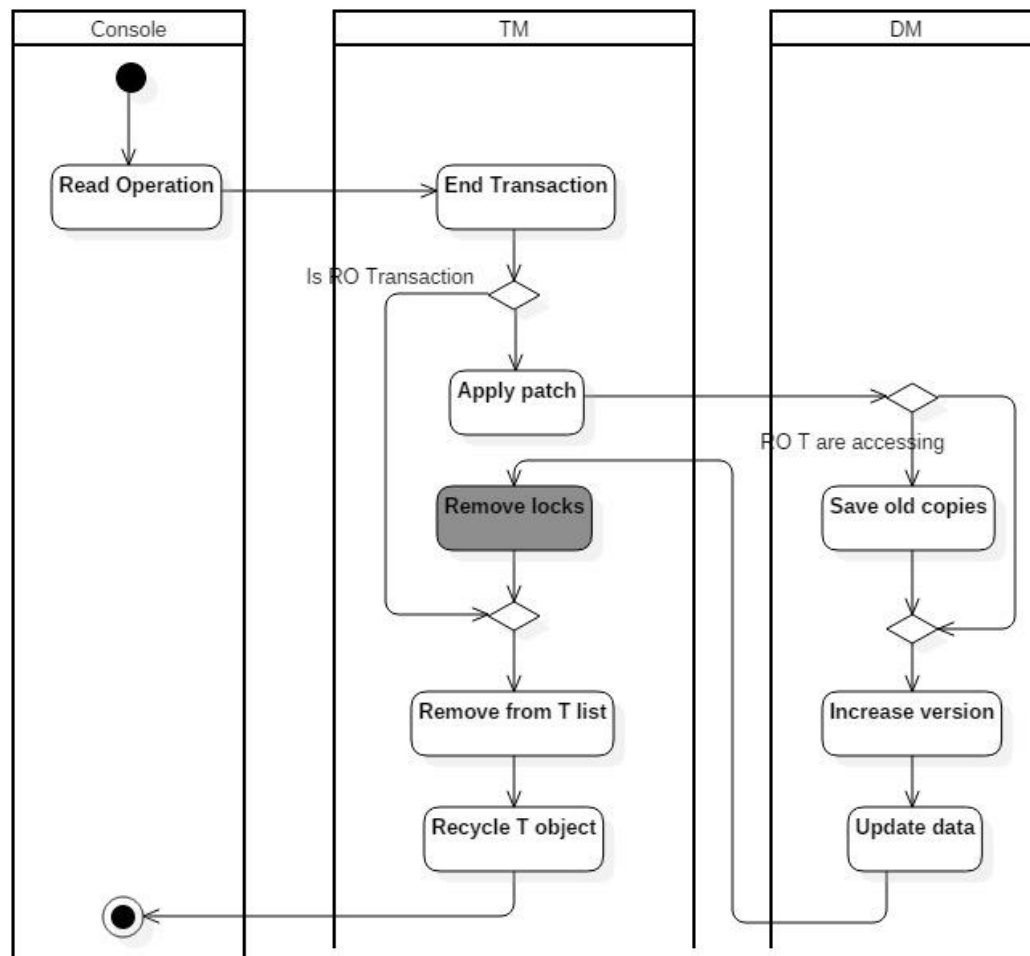 Console
TM
DM
Read Operation
End Transaction
Is RO Transaction
Apply patch
RO T are accessing
Remove locks
Save old copies
Remove from T list
Increase version
Recycle T object
Update data